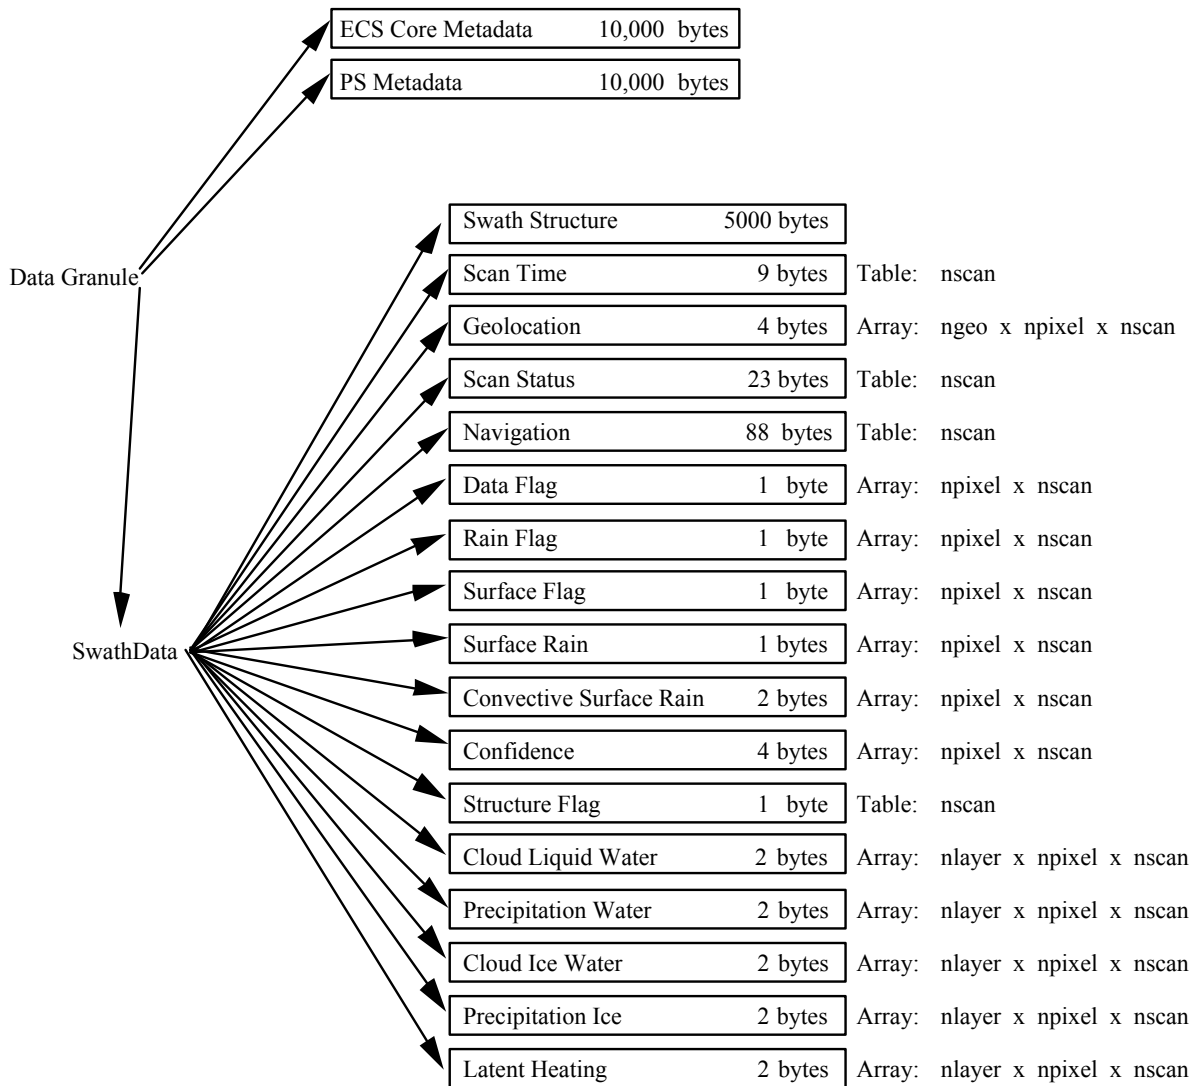 ECS Core Metadata 10,000 bytes
PS Metadata 10,000 bytes
Swath Structure 5000 bytes
Data Granule
Scan Time 9 bytes Table: nscan
Geolocation 4 bytes Array: ngeo x npixel x nscan
Scan Status 23 bytes Table: nscan
Navigation 88 bytes Table: nscan
Data Flag 1 byte Array: npixel x nscan
Rain Flag 1 byte Array: npixel x nscan
Surface Flag 1 byte Array: npixel x nscan
SwathData
Surface Rain 1 bytes Array: npixel x nscan
Convective Surface Rain 2 bytes Array: npixel x nscan
Confidence 4 bytes Array: npixel x nscan
Structure Flag 1 byte Table: nscan
Cloud Liquid Water 2 bytes Array: nlayer x npixel x nscan
Precipitation Water 2 bytes Array: nlayer x npixel x nscan
Cloud Ice Water 2 bytes Array: nlayer x npixel x nscan
Precipitation Ice 2 bytes Array: nlayer x npixel x nscan
Latent Heating 2 bytes Array: nlayer x npixel x nscan